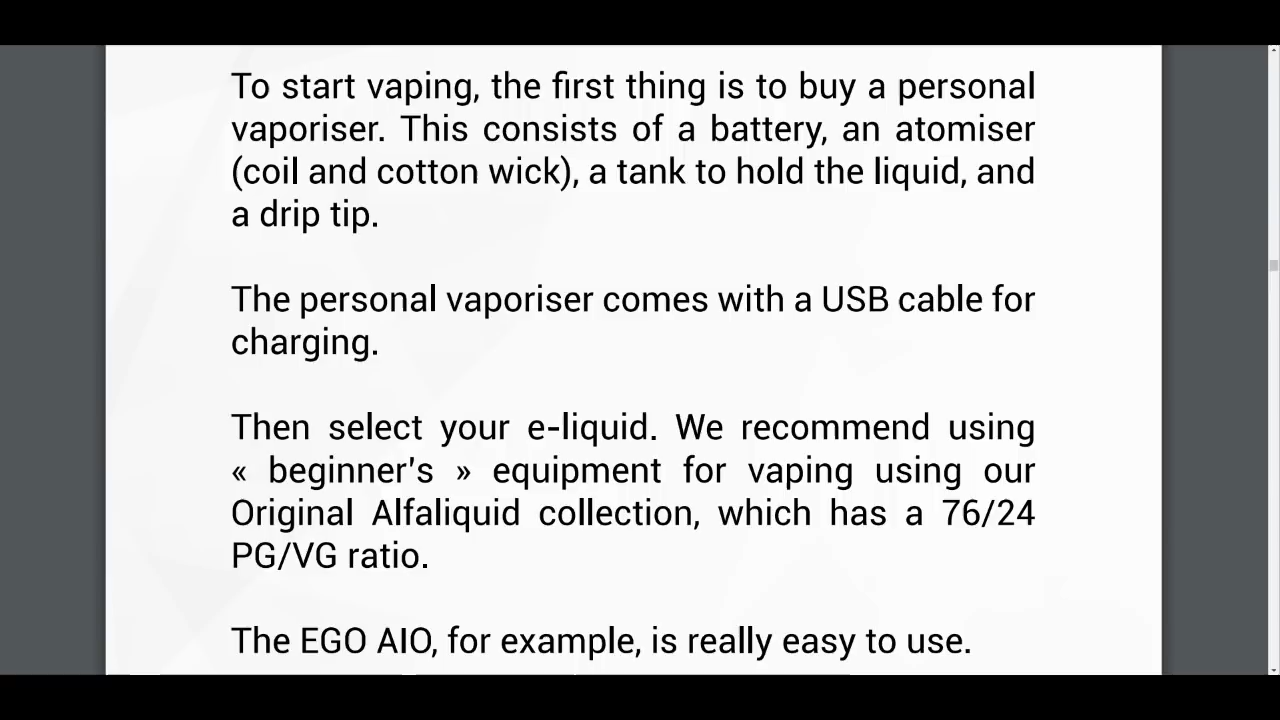 To start vaping, the first thing is to buy a personal
vaporiser. This consists of a battery, an atomiser
(coil and cotton wick), a tank to hold the liquid, and
a drip tip.
The personal vaporiser comes with a USB cable for
charging.
Then select your e-liquid. We recommend using
« beginner's » equipment for vaping using our
Original Alfaliquid collection, which has a 76/24
PG/VG ratio.
The EGO AIO, for example, is really easy to use.